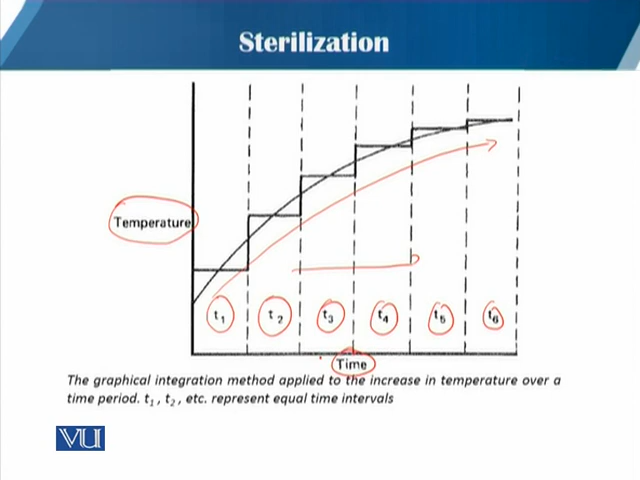 Sterilization
Temperature
t1 t2 t3 t4 t5 t6
Time
The graphical integration method applied to the increase in temperature over a
time period. t1 , t2 , etc. represent equal time intervals
VU